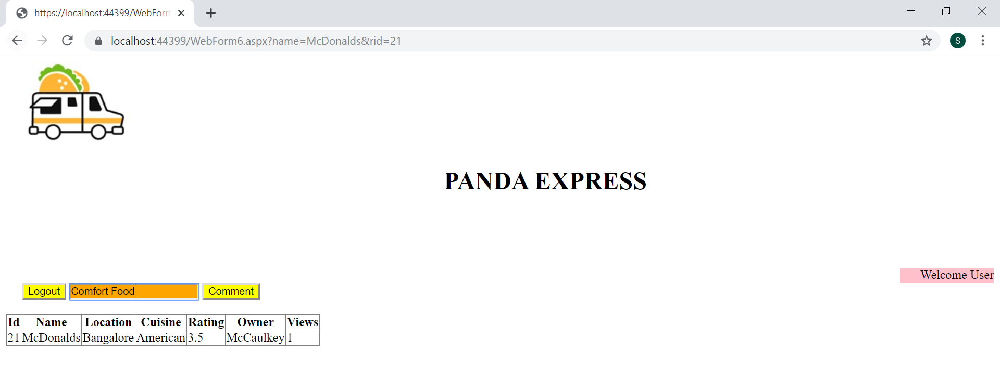 https://localhost:44399/WebForm
localhost:44399/WebForm6.aspx?name=McDonalds&rid=21
S
PANDA EXPRESS
Welcome User
Logout Comfort Food Comment
Id Name Location Cuisine Rating Owner Views
21 McDonalds Bangalore American 3.5 McCaulkey 1